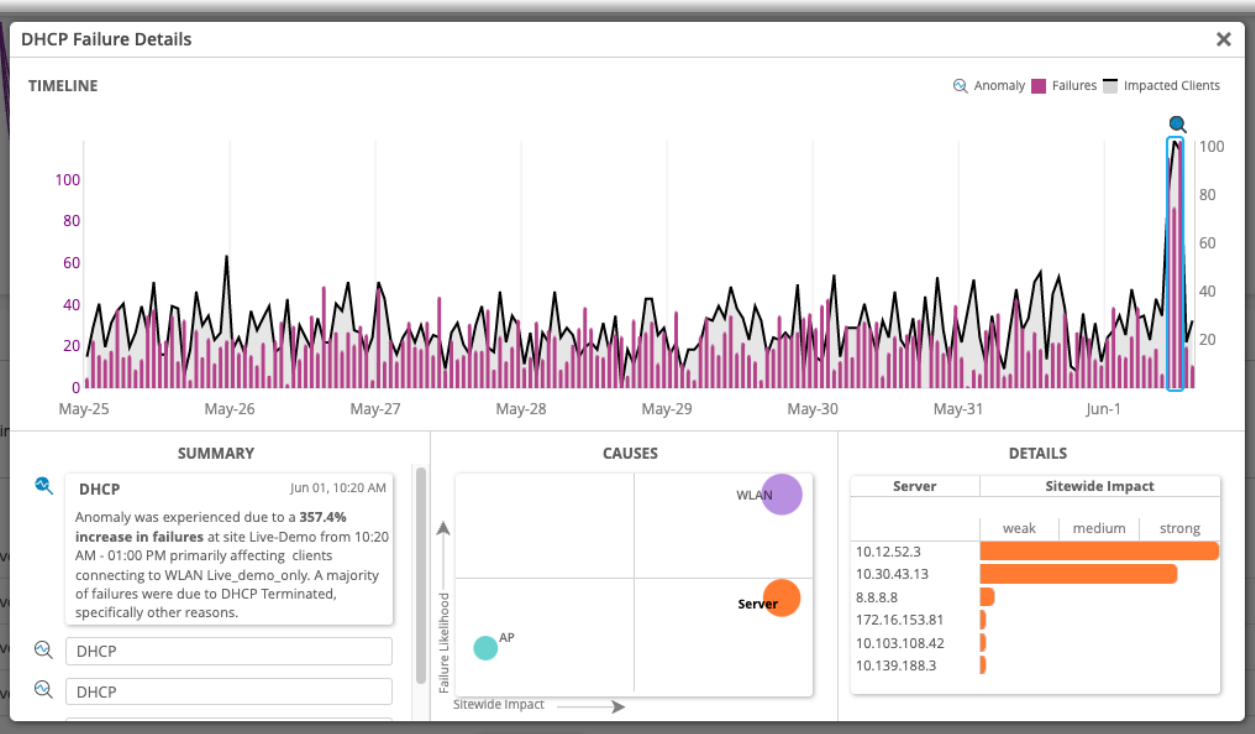 DHCP Failure Details
TIMELINE
Anomaly Failures Impacted Clients
100
80
60
40
20
0
100
80
60
40
20
May-25 May-26 May-27 May-28 May-29 May-30 May-31 Jun-1
SUMMARY
DHCP Jun 01, 10:20 AM
Anomaly was experienced due to a 357.4%
increase in failures at site Live-Demo from 10:20
AM - 01:00 PM primarily affecting clients
connecting to WLAN Live_demo_only. A majority
of failures were due to DHCP Terminated,
specifically other reasons.
DHCP
DHCP
CAUSES
WLAN
Server
AP
Failure Likelihood
Sitewide Impact
DETAILS
Server Sitewide Impact
weak medium strong
10.12.52.3
10.30.43.13
8.8.8.8
172.16.153.81
10.103.108.42
10.139.188.3